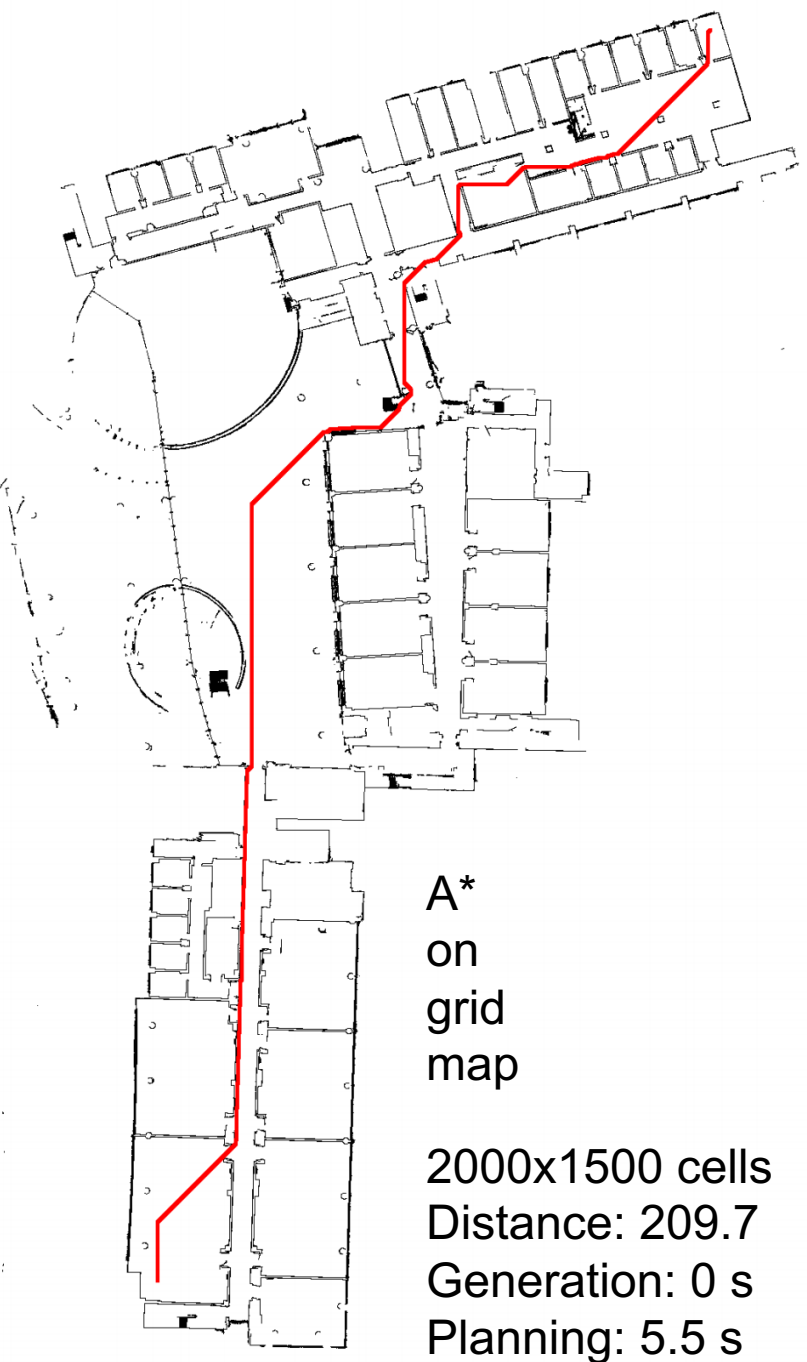 A*
on
grid
map
2000x1500 cells
Distance: 209.7
Generation: 0 s
Planning: 5.5 s